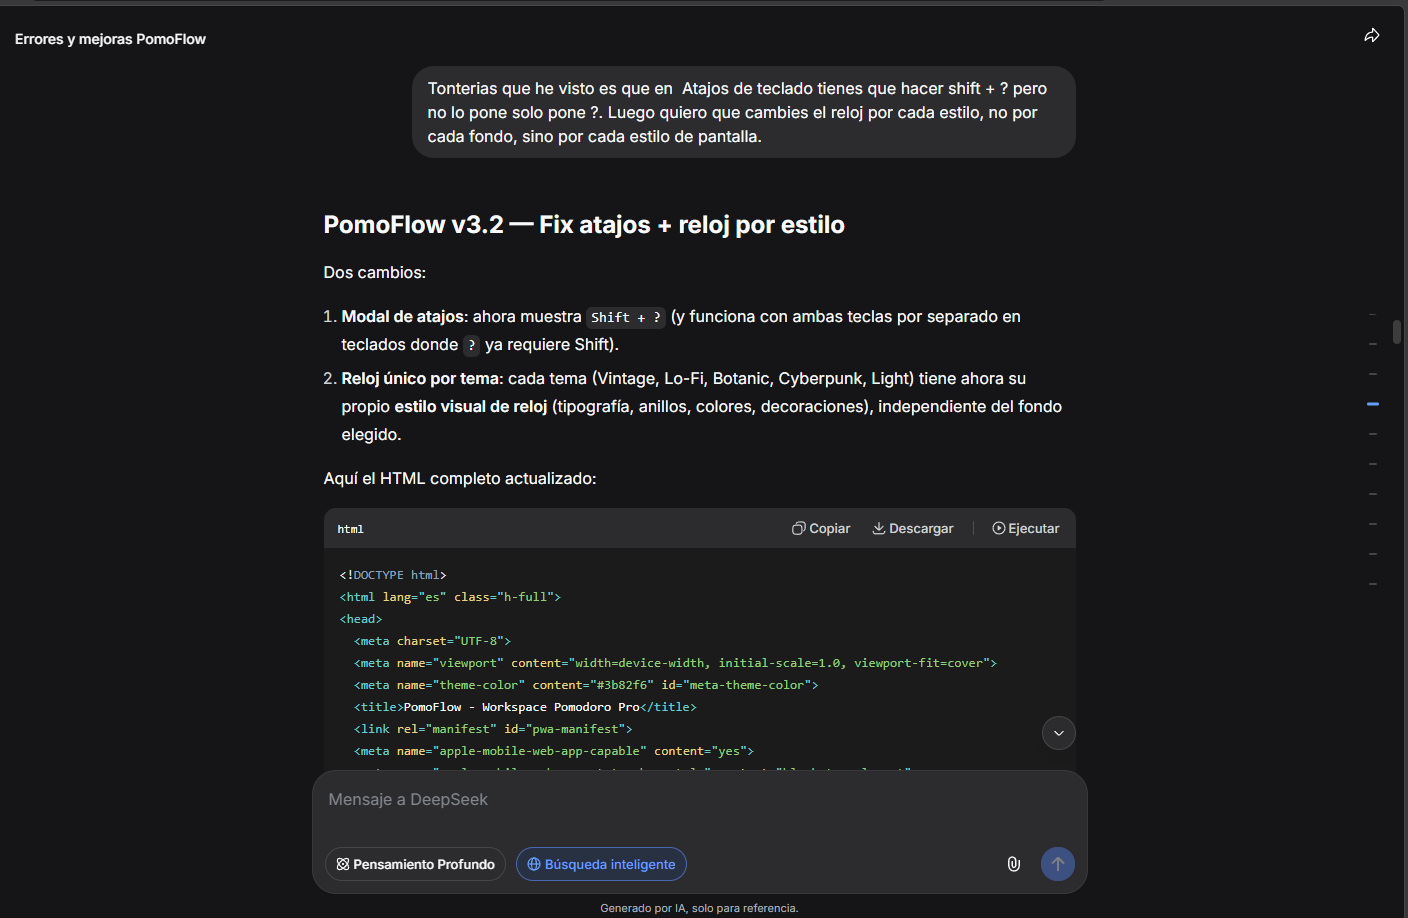 Errores y mejoras PomoFlow
Tonterias que he visto es que en  Atajos de teclado tienes que hacer shift + ? pero
no lo pone solo pone ?. Luego quiero que cambies el reloj por cada estilo, no por
cada fondo, sino por cada estilo de pantalla.
PomoFlow v3.2 — Fix atajos + reloj por estilo
Dos cambios:
1. Modal de atajos: ahora muestra Shift + ? (y funciona con ambas teclas por separado en
teclados donde ? ya requiere Shift).
2. Reloj único por tema: cada tema (Vintage, Lo-Fi, Botanic, Cyberpunk, Light) tiene ahora su
propio estilo visual de reloj (tipografía, anillos, colores, decoraciones), independiente del fondo
elegido.
Aquí el HTML completo actualizado:
html
Copiar
Descargar
Ejecutar
<!DOCTYPE html>
<html lang="es" class="h-full">
<head>
<meta charset="UTF-8">
<meta name="viewport" content="width=device-width, initial-scale=1.0, viewport-fit=cover">
<meta name="theme-color" content="#3b82f6" id="meta-theme-color">
<title>PomoFlow - Workspace Pomodoro Pro</title>
<link rel="manifest" id="pwa-manifest">
<meta name="apple-mobile-web-app-capable" content="yes">
Mensaje a DeepSeek
Pensamiento Profundo
Búsqueda inteligente
Generado por IA, solo para referencia.